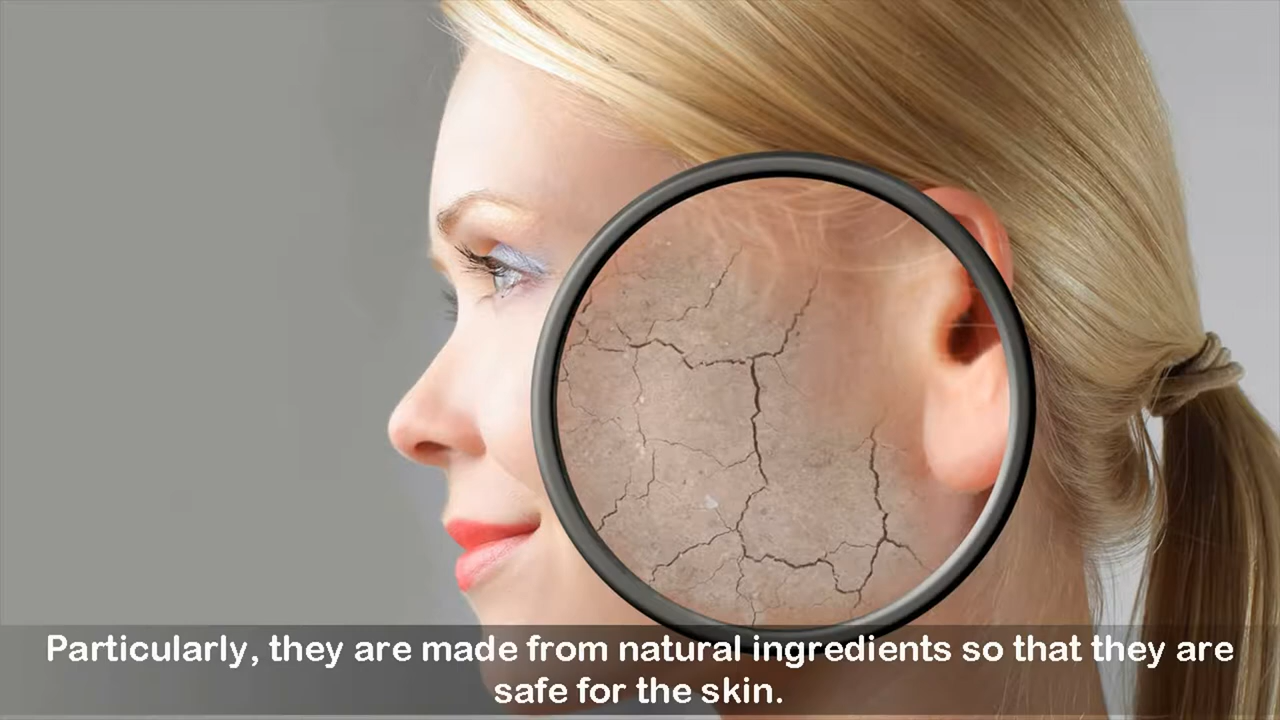 Particularly, they are made from natural ingredients so that they are
safe for the skin.